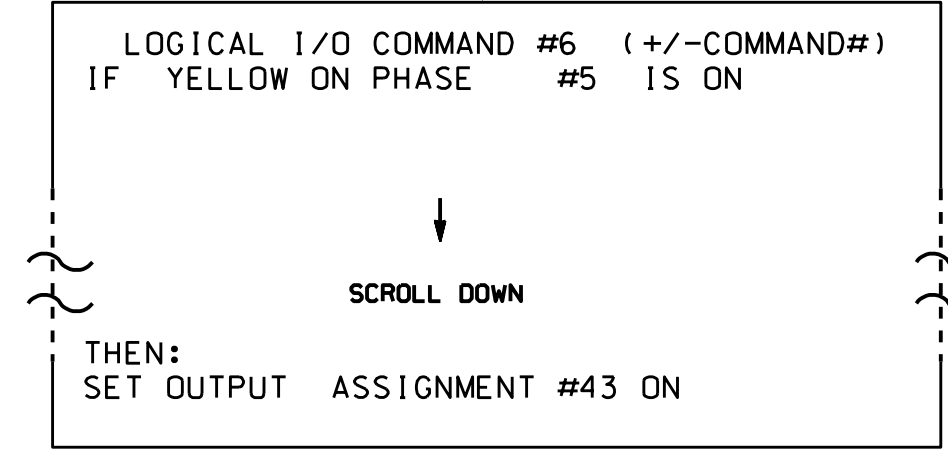 LOGICAL I/O COMMAND #6 (+/-COMMAND#)
IF YELLOW ON PHASE #5 IS ON
SCROLL DOWN
THEN:
SET OUTPUT ASSIGNMENT #43 ON